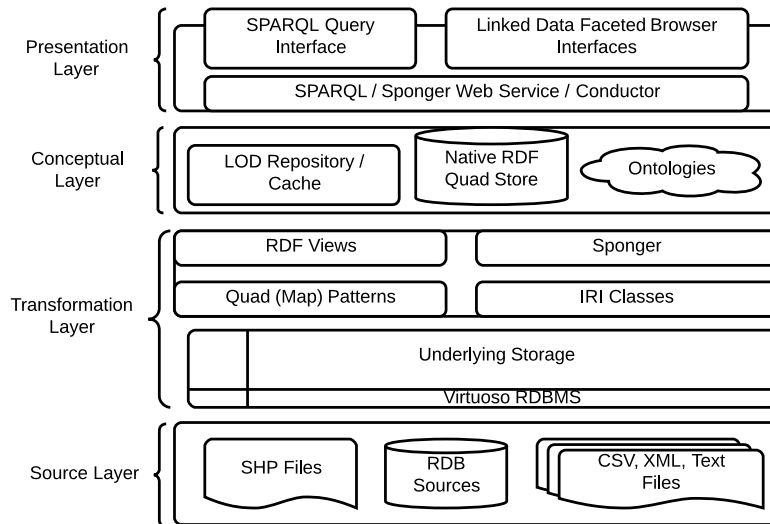 Presentation
Layer
SPARQL Query
Interface
Linked Data Faceted Browser
Interfaces
SPARQL / Sponger Web Service / Conductor
Conceptual
Layer
LOD Repository /
Cache
Native RDF
Quad Store
Ontologies
Transformation
Layer
RDF Views
Sponger
Quad (Map) Patterns
IRI Classes
Underlying Storage
Virtuoso RDBMS
Source Layer
SHP Files
RDB
Sources
CSV, XML, Text
Files